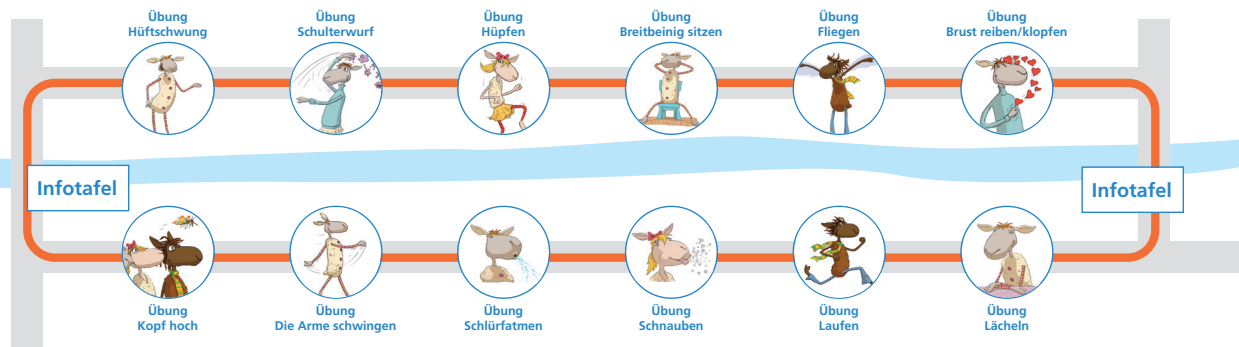 Übung
Hüftschwung
Übung
Schulterwurf
Übung
Hüpfen
Übung
Breitbeinig sitzen
Übung
Fliegen
Übung
Brust reiben/klopfen
Infotafel
Infotafel
Übung
Kopf hoch
Übung
Die Arme schwingen
Übung
Schlürfatmen
Übung
Schnauben
Übung
Laufen
Übung
Lächeln